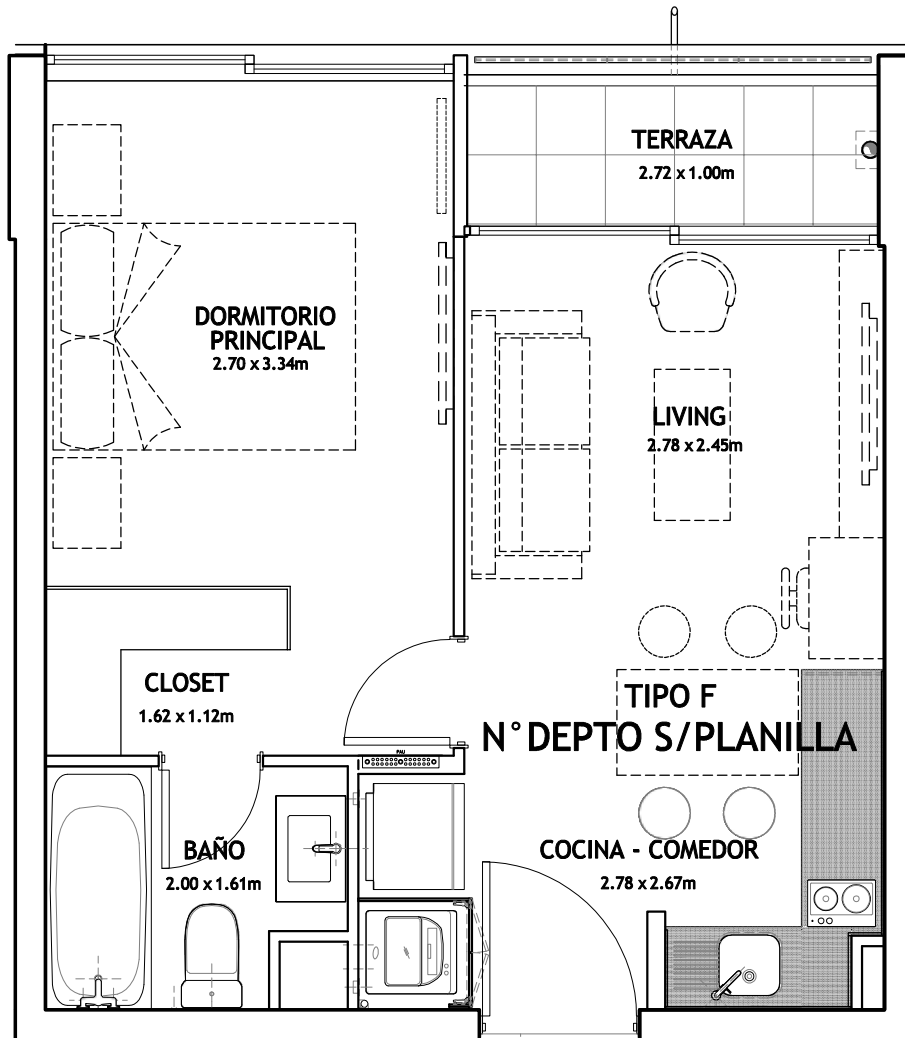 TERRAZA
2.72 x 1.00m
DORMITORIO
PRINCIPAL
2.70 x 3.34m
LIVING
2.78 x 2.45m
CLOSET
1.62 x 1.12m
TIPO F
N° DEPTO S/PLANILLA
PAU
BAÑO
2.00 x 1.61m
COCINA - COMEDOR
2.78 x 2.67m